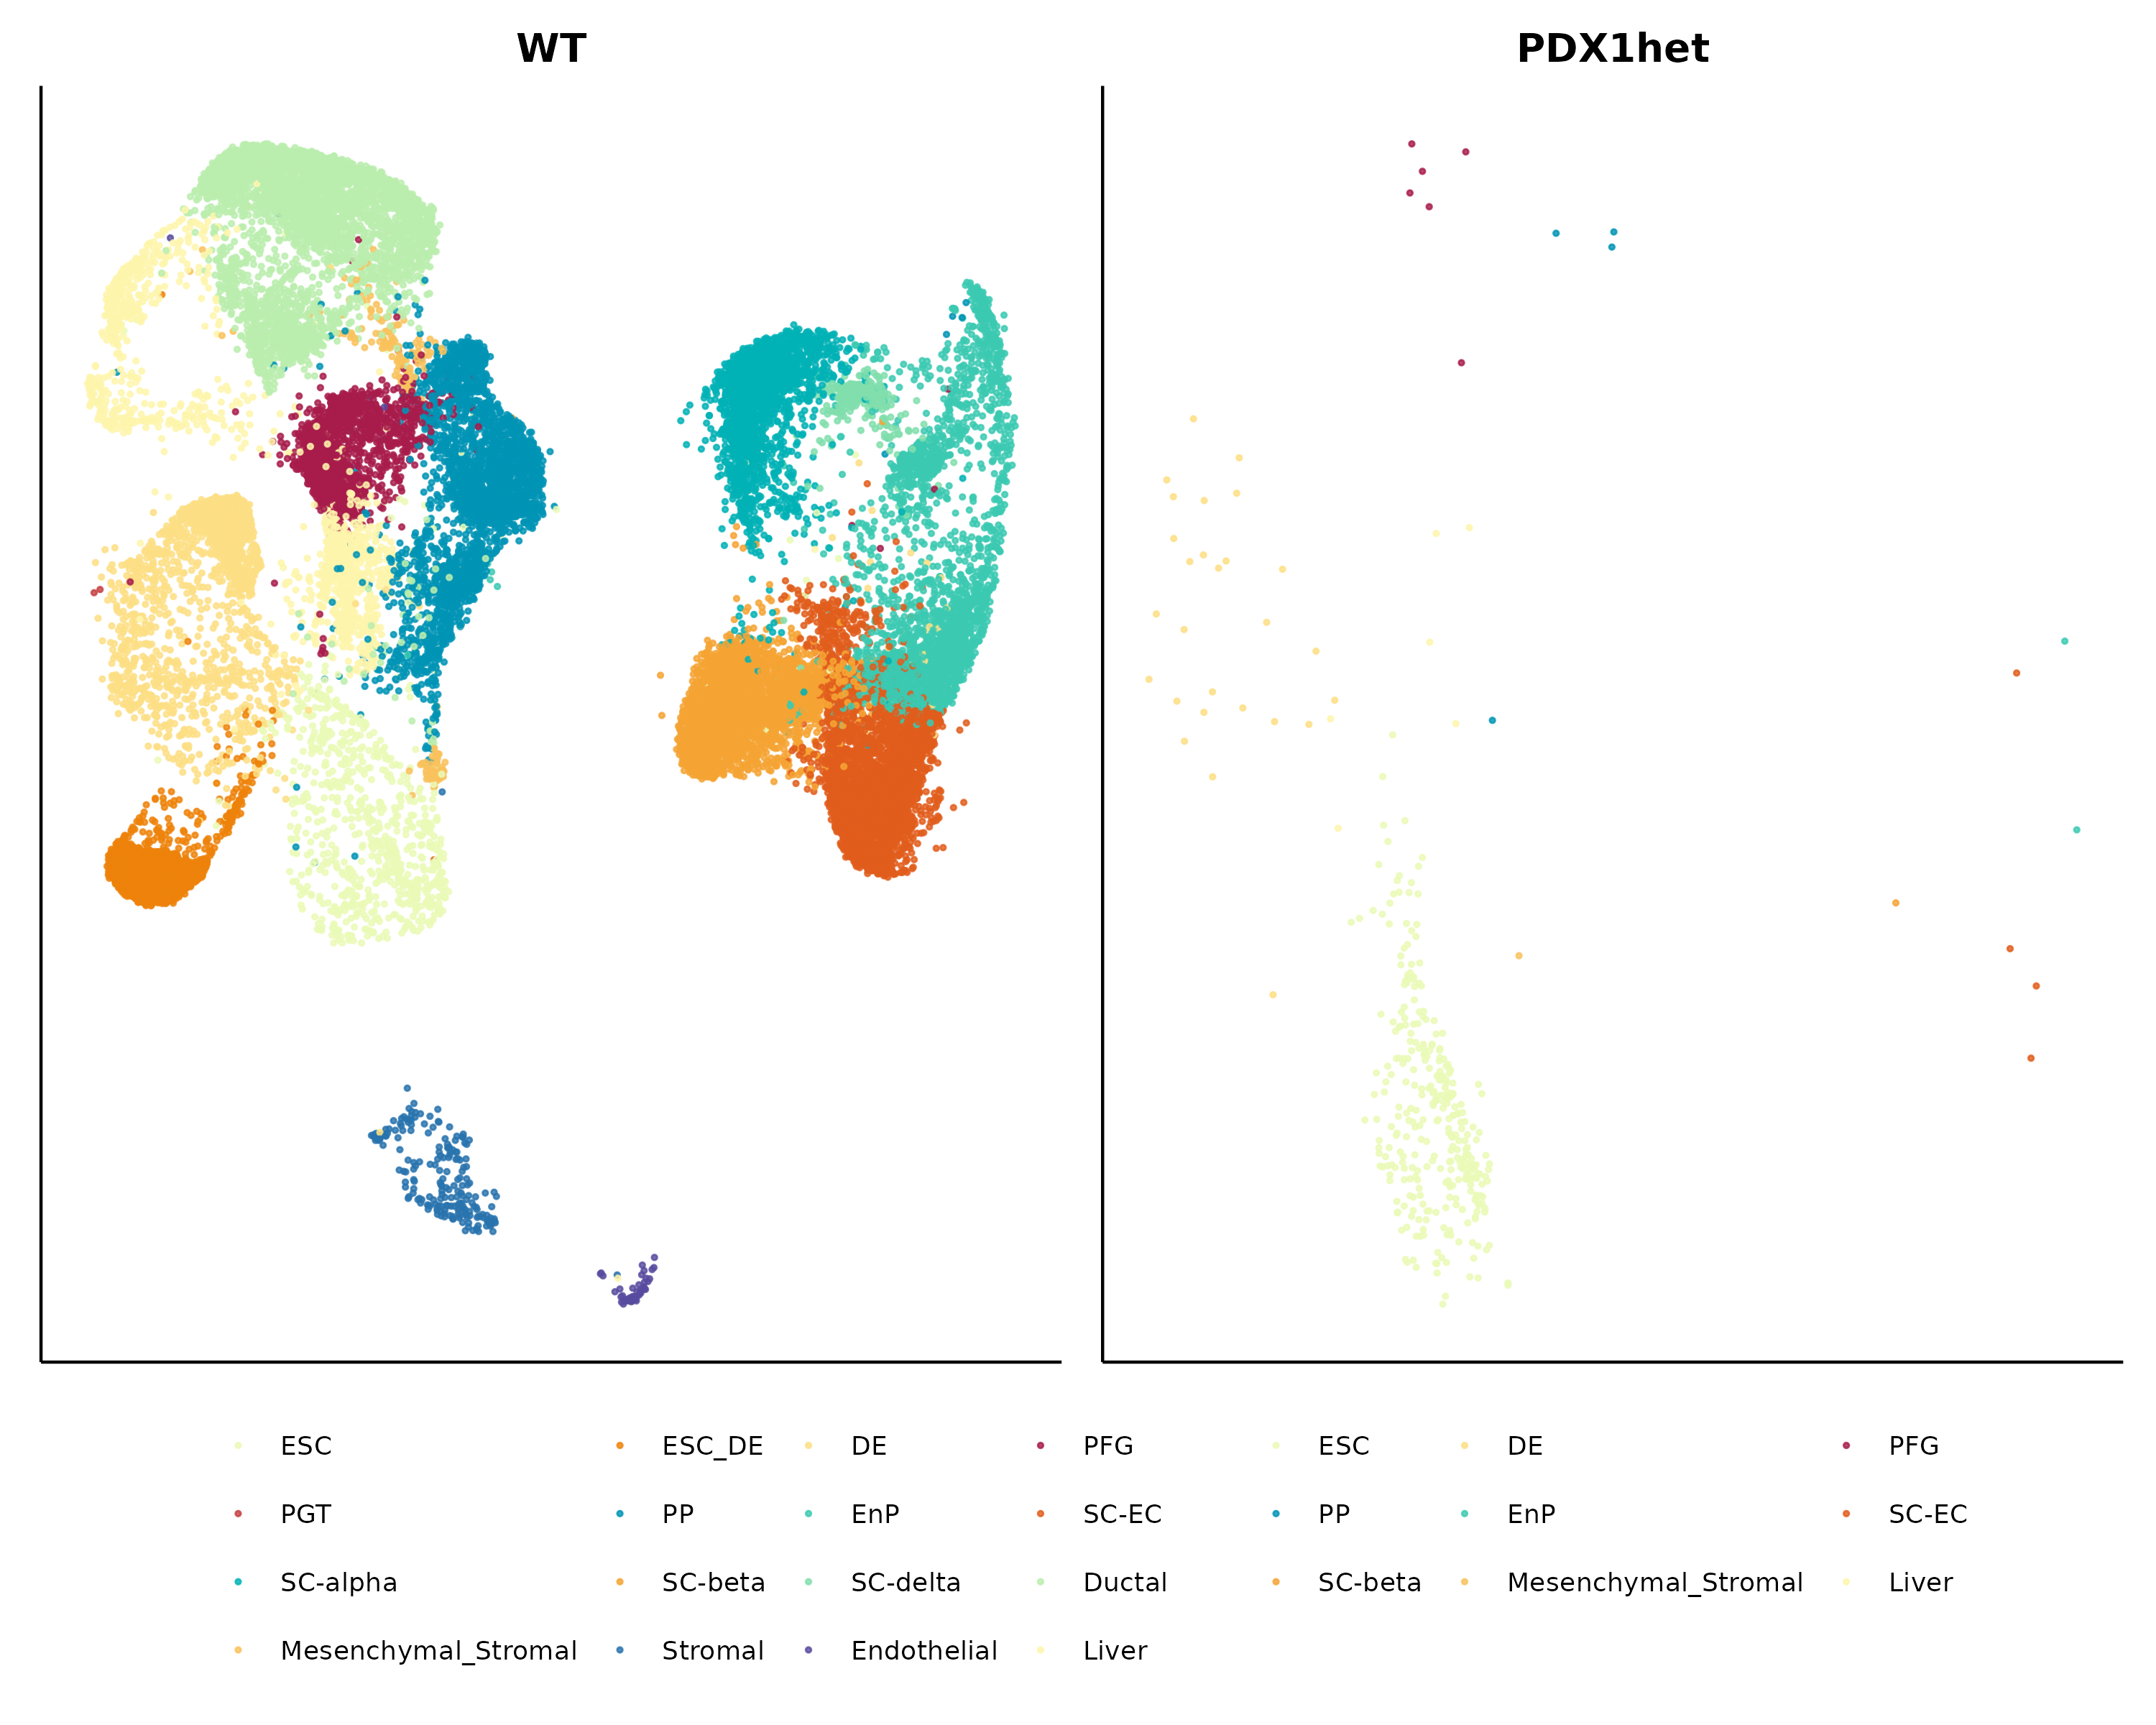 WT PDX1het
ESC ESC_DE DE PFG ESC DE PFG
PGT PP EnP SC-EC PP EnP SC-EC
SC-alpha SC-beta SC-delta Ductal SC-beta Mesenchymal_Stromal Liver
Mesenchymal_Stromal Stromal Endothelial Liver